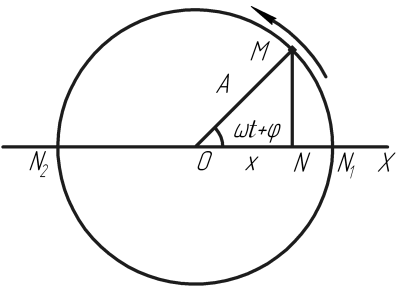 M
A
ωt+φ
N₂ O x N N₁ X